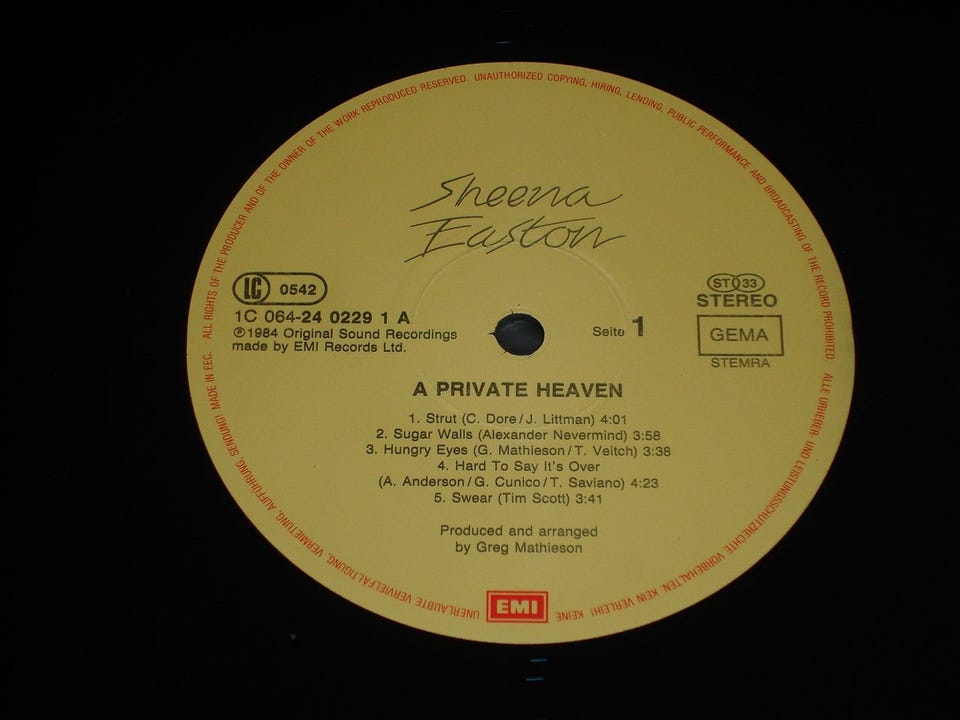 ALL RIGHTS OF THE PRODUCER AND OF THE OWNER OF THE WORK REPRODUCED RESERVED. UNAUTHORIZED COPYING, HIRING, LENDING, PUBLIC PERFORMANCE AND BROADCASTING OF THE RECORD PROHIBITED. ALLE URHEBER- UND LEISTUNGSSCHUTZRECHTE VORBEHALTEN. KEIN VERLEIH! KEINE UNERLAUBTE VERVIELFÄLTIGUNG, VERMIETUNG, AUFFÜHRUNG, SENDUNG! MADE IN EEC.
Sheena
Easton
LC 0542
1C 064-24 0229 1 A
℗1984 Original Sound Recordings
made by EMI Records Ltd.
Seite 1
ST 33
STEREO
GEMA
STEMRA
A PRIVATE HEAVEN
1. Strut (C. Dore/J. Littman) 4:01
2. Sugar Walls (Alexander Nevermind) 3:58
3. Hungry Eyes (G. Mathieson/T. Veitch) 3:38
4. Hard To Say It's Over
(A. Anderson/G. Cunico/T. Saviano) 4:23
5. Swear (Tim Scott) 3:41
Produced and arranged
by Greg Mathieson
EMI